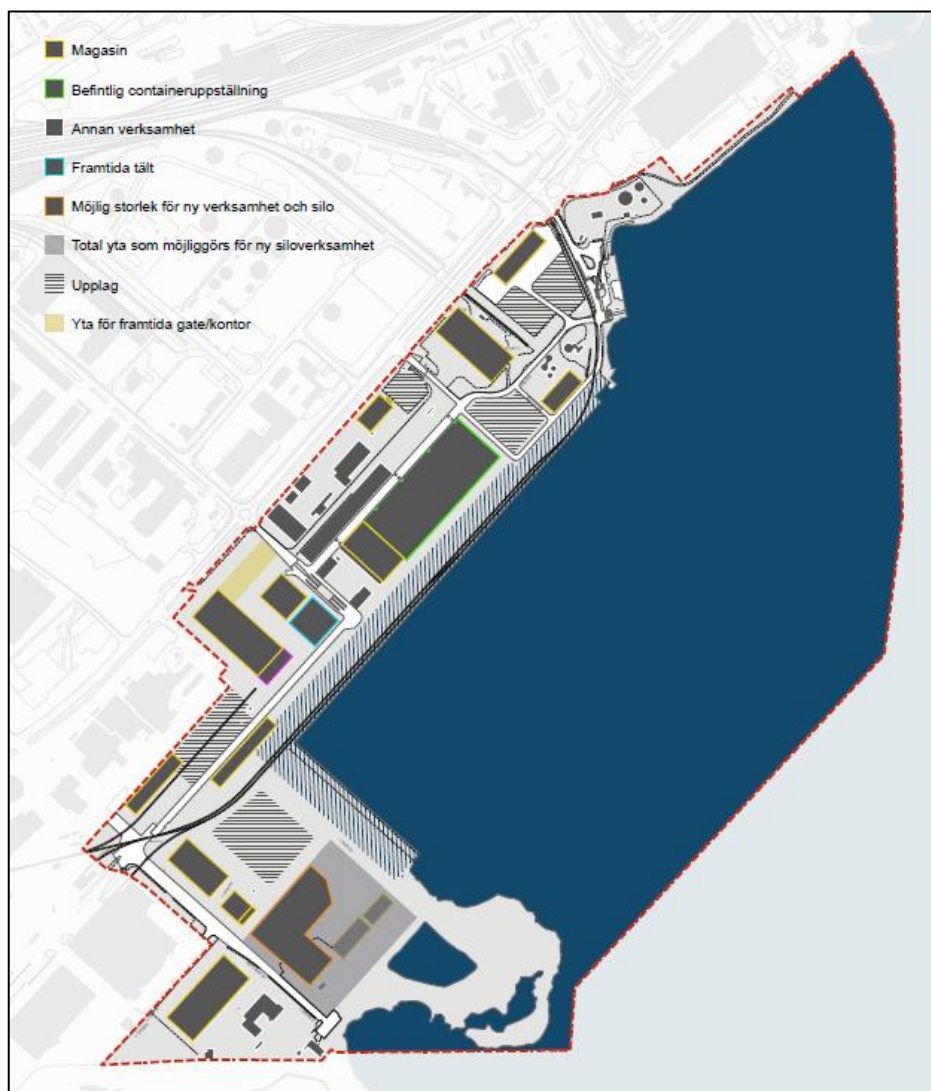 Magasin
Befintlig containeruppställning
Annan verksamhet
Framtida tält
Möjlig storlek för ny verksamhet och silo
Total yta som möjliggörs för ny siloverksamhet
Upplag
Yta för framtida gate/kontor